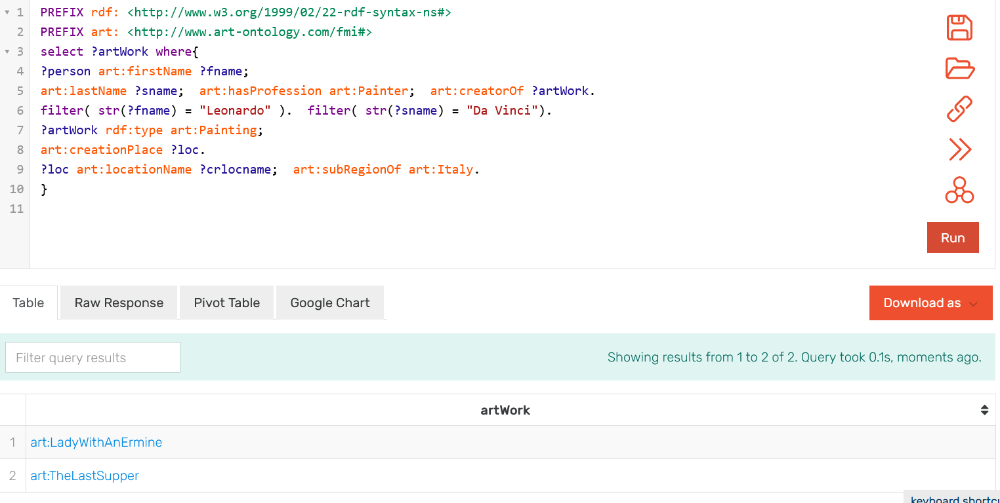 1 PREFIX rdf: <http://www.w3.org/1999/02/22-rdf-syntax-ns#>
2 PREFIX art: <http://www.art-ontology.com/fmi#>
3 select ?artWork where{
4 ?person art:firstName ?fname;
5 art:lastName ?sname;  art:hasProfession art:Painter;  art:creatorOf ?artWork.
6 filter( str(?fname) = "Leonardo" ).  filter( str(?sname) = "Da Vinci").
7 ?artWork rdf:type art:Painting;
8 art:creationPlace ?loc.
9 ?loc art:locationName ?crlocname;  art:subRegionOf art:Italy.
10 }
11
Run
Table Raw Response Pivot Table Google Chart Download as
Filter query results Showing results from 1 to 2 of 2. Query took 0.1s, moments ago.
artWork
1 art:LadyWithAnErmine
2 art:TheLastSupper
keyboard